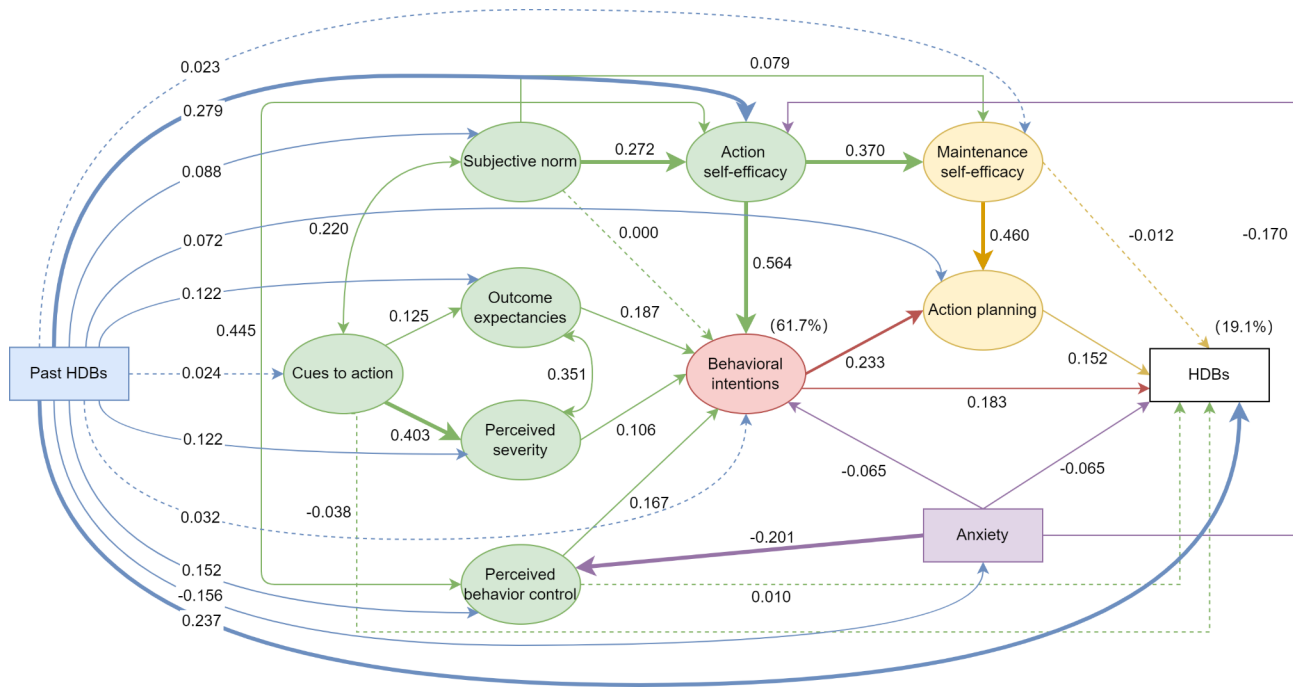 0.023
0.079
0.279
0.088
Subjective norm
0.272
Action
self-efficacy
0.370
Maintenance
self-efficacy
0.220
0.072
0.000
0.564
0.460
-0.012
-0.170
0.122
Outcome
expectancies
0.125
0.187
(61.7%)
Action planning
(19.1%)
0.445
Past HDBs
-0.024
Cues to action
0.351
Behavioral
intentions
0.233
0.152
HDBs
0.183
0.403
Perceived
severity
0.106
0.122
-0.065
-0.065
0.032
-0.038
0.167
-0.201
Anxiety
0.152
Perceived
behavior control
0.010
-0.156
0.237